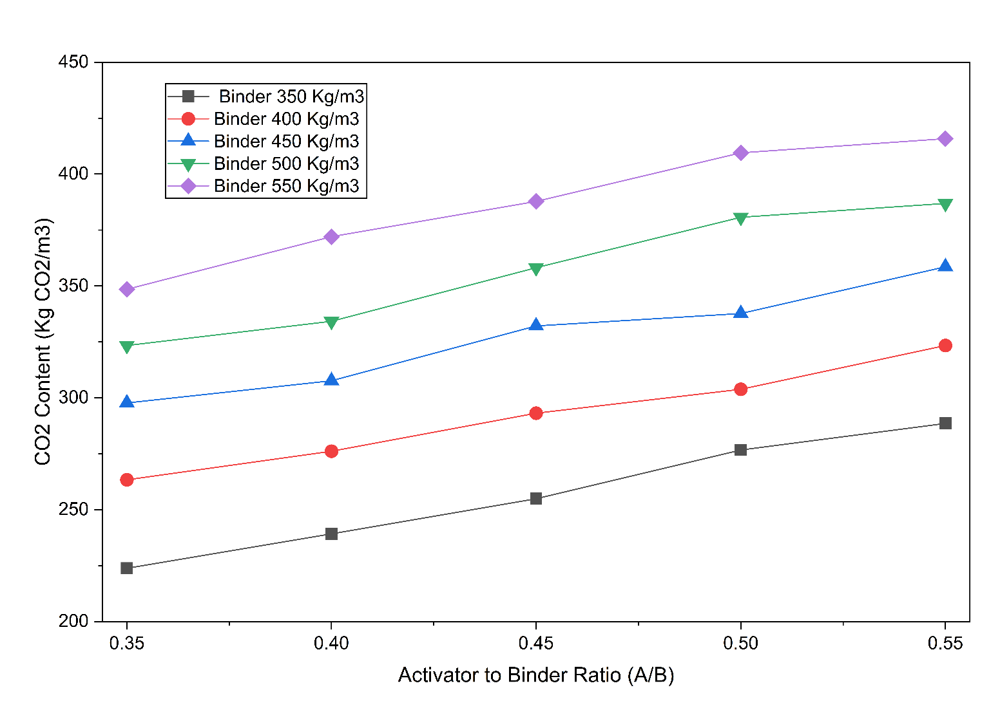 450
400
350
300
250
200
CO2 Content (Kg CO2/m3)
Binder 350 Kg/m3
Binder 400 Kg/m3
Binder 450 Kg/m3
Binder 500 Kg/m3
Binder 550 Kg/m3
0.35 0.40 0.45 0.50 0.55
Activator to Binder Ratio (A/B)